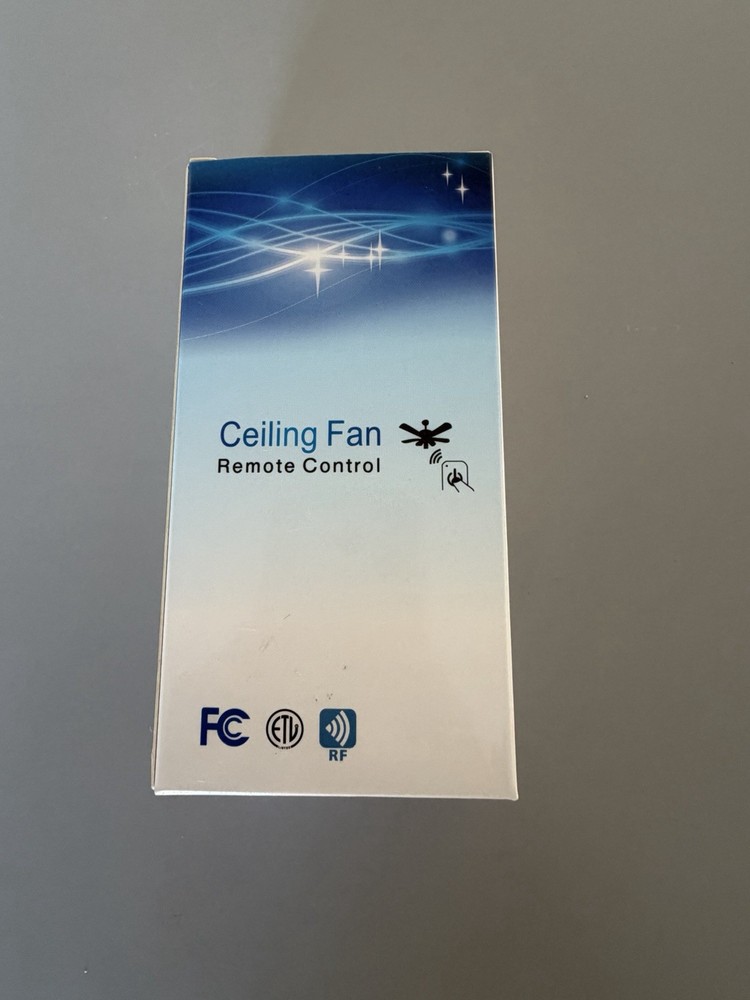 Ceiling Fan
Remote Control
FC ETL
RF